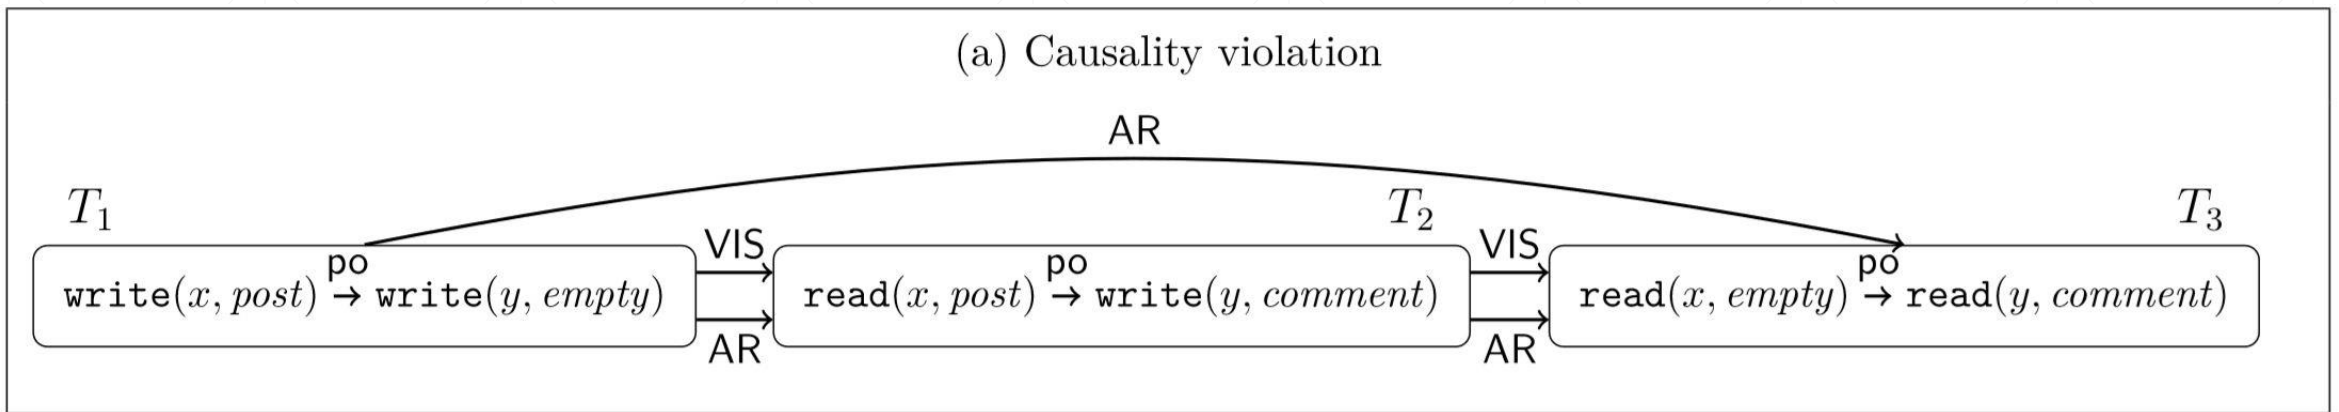 (a) Causality violation
AR
T₁ T₂ T₃
VIS VIS
po po po
write(x, post) → write(y, empty) read(x, post) → write(y, comment) read(x, empty) → read(y, comment)
AR AR